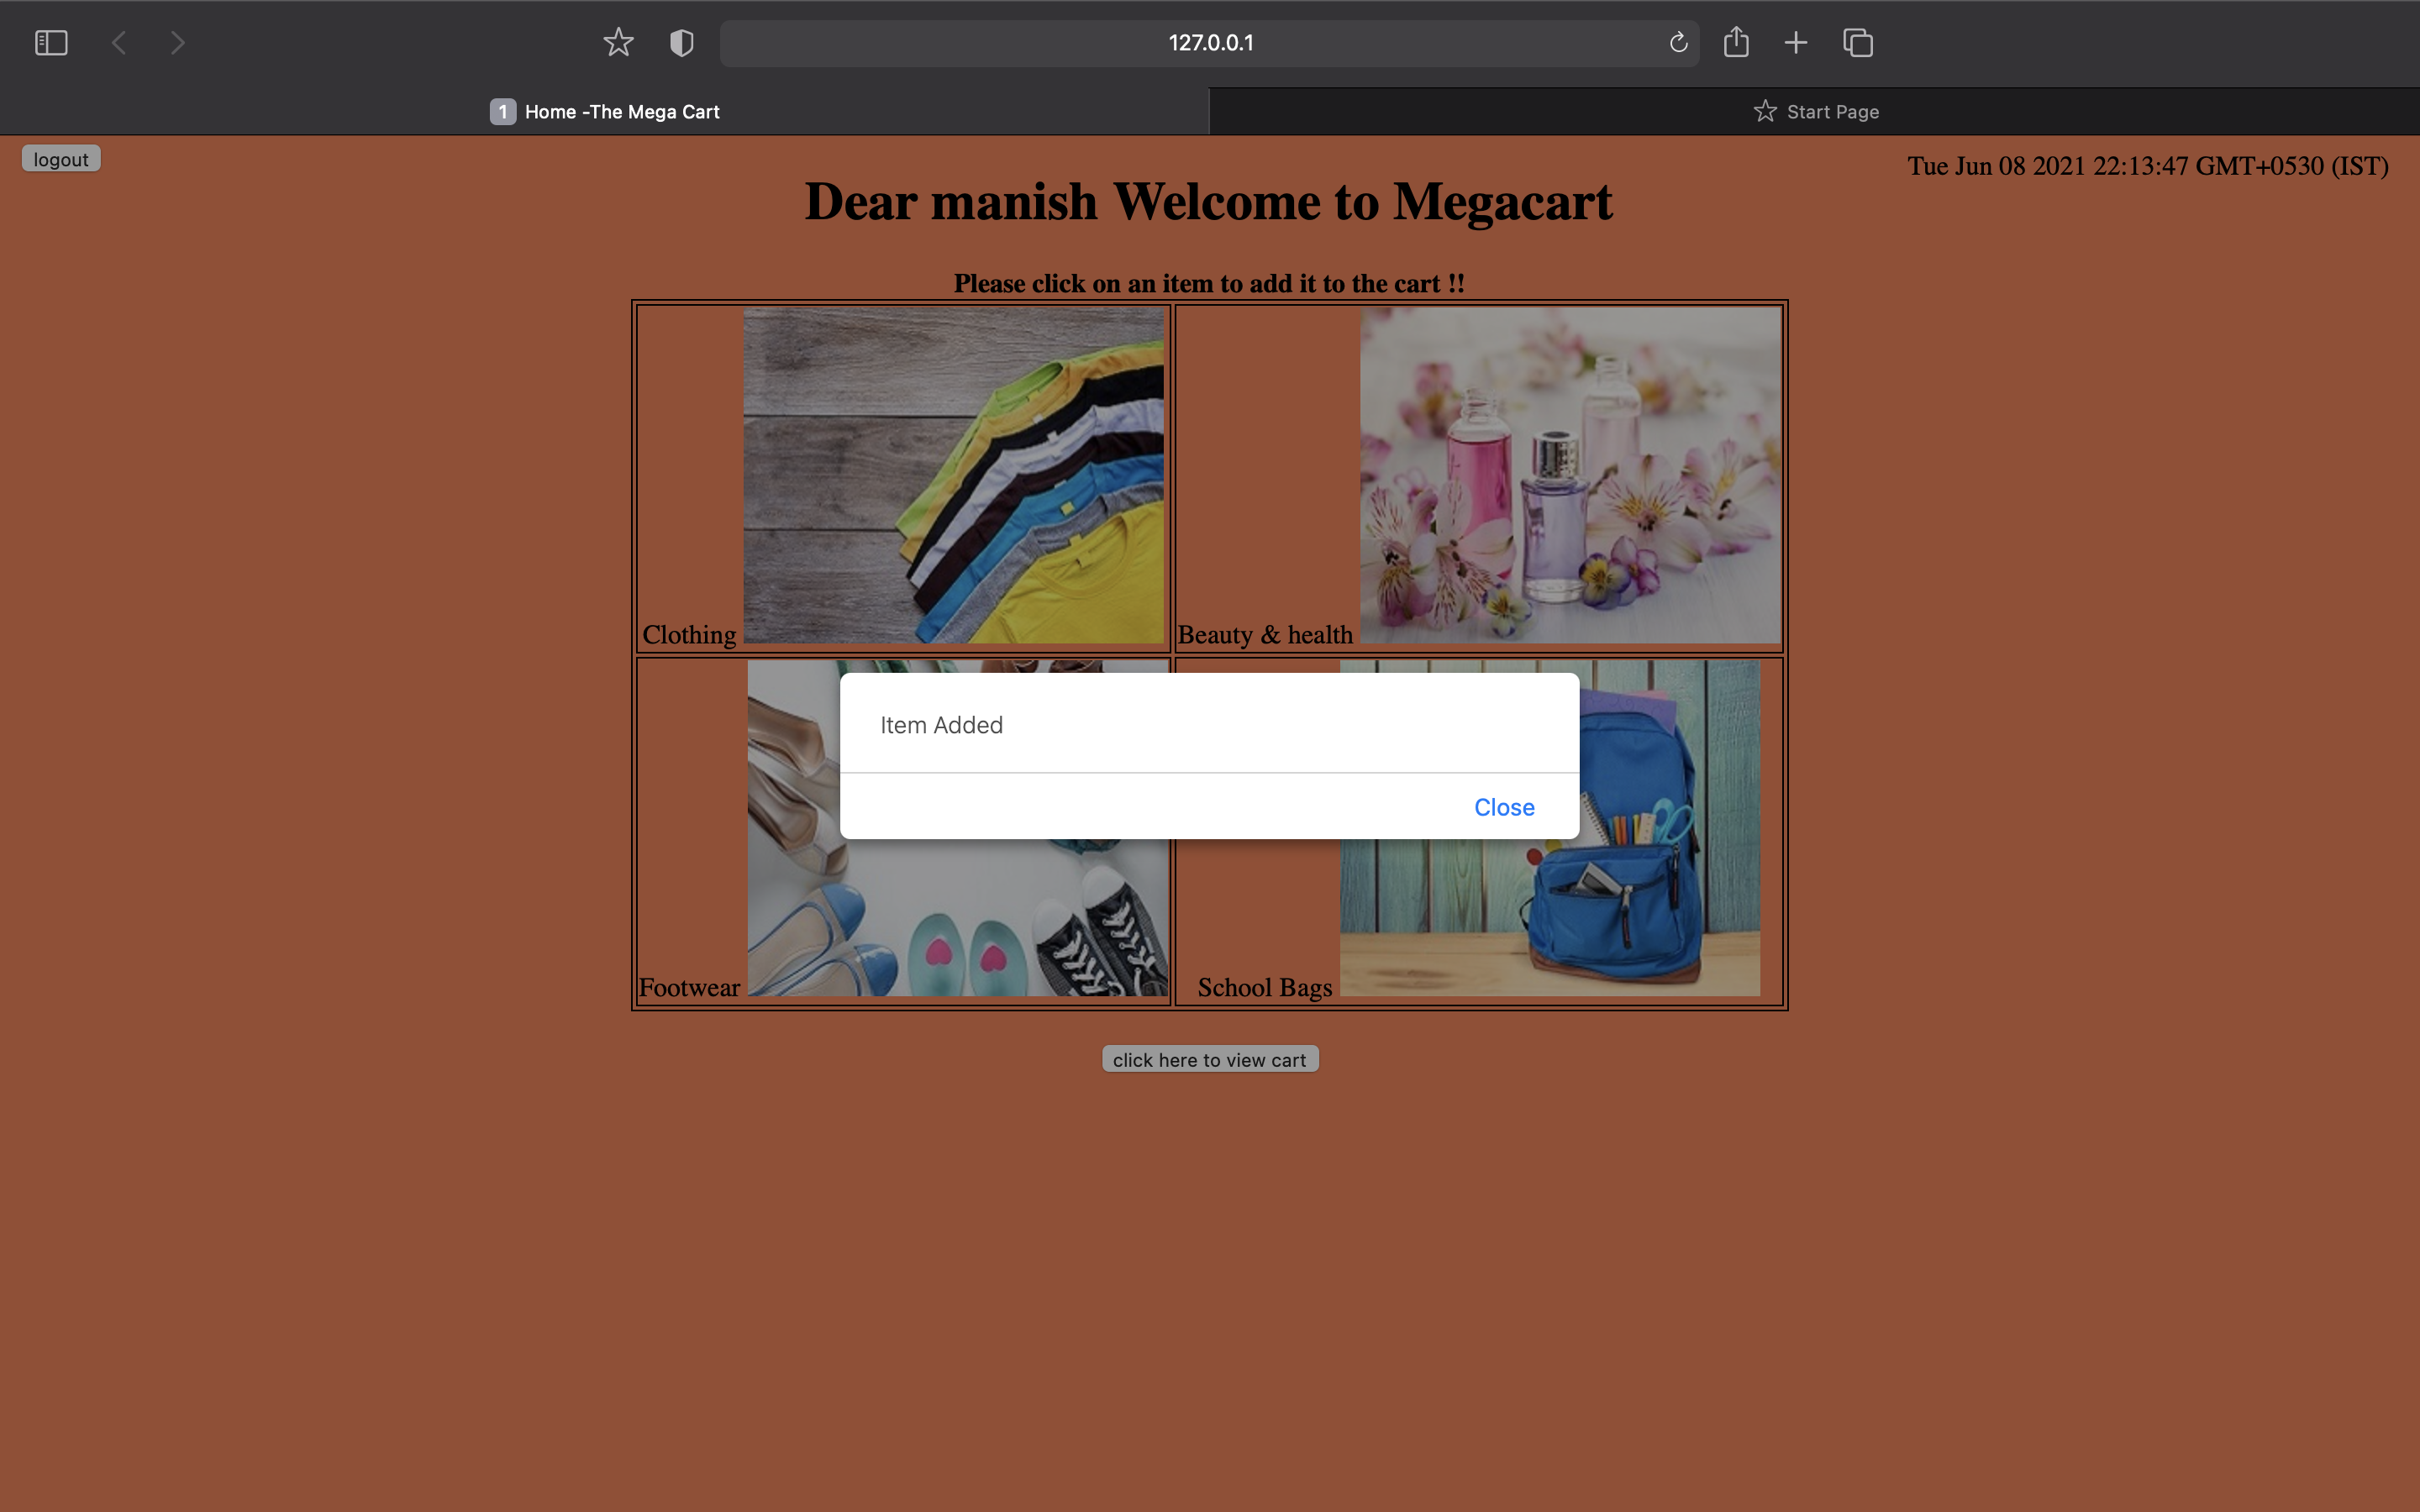 127.0.0.1
1 Home -The Mega Cart
Start Page
logout
Tue Jun 08 2021 22:13:47 GMT+0530 (IST)
Dear manish Welcome to Megacart
Please click on an item to add it to the cart !!
Clothing
Beauty & health
Item Added
Close
Footwear
School Bags
click here to view cart